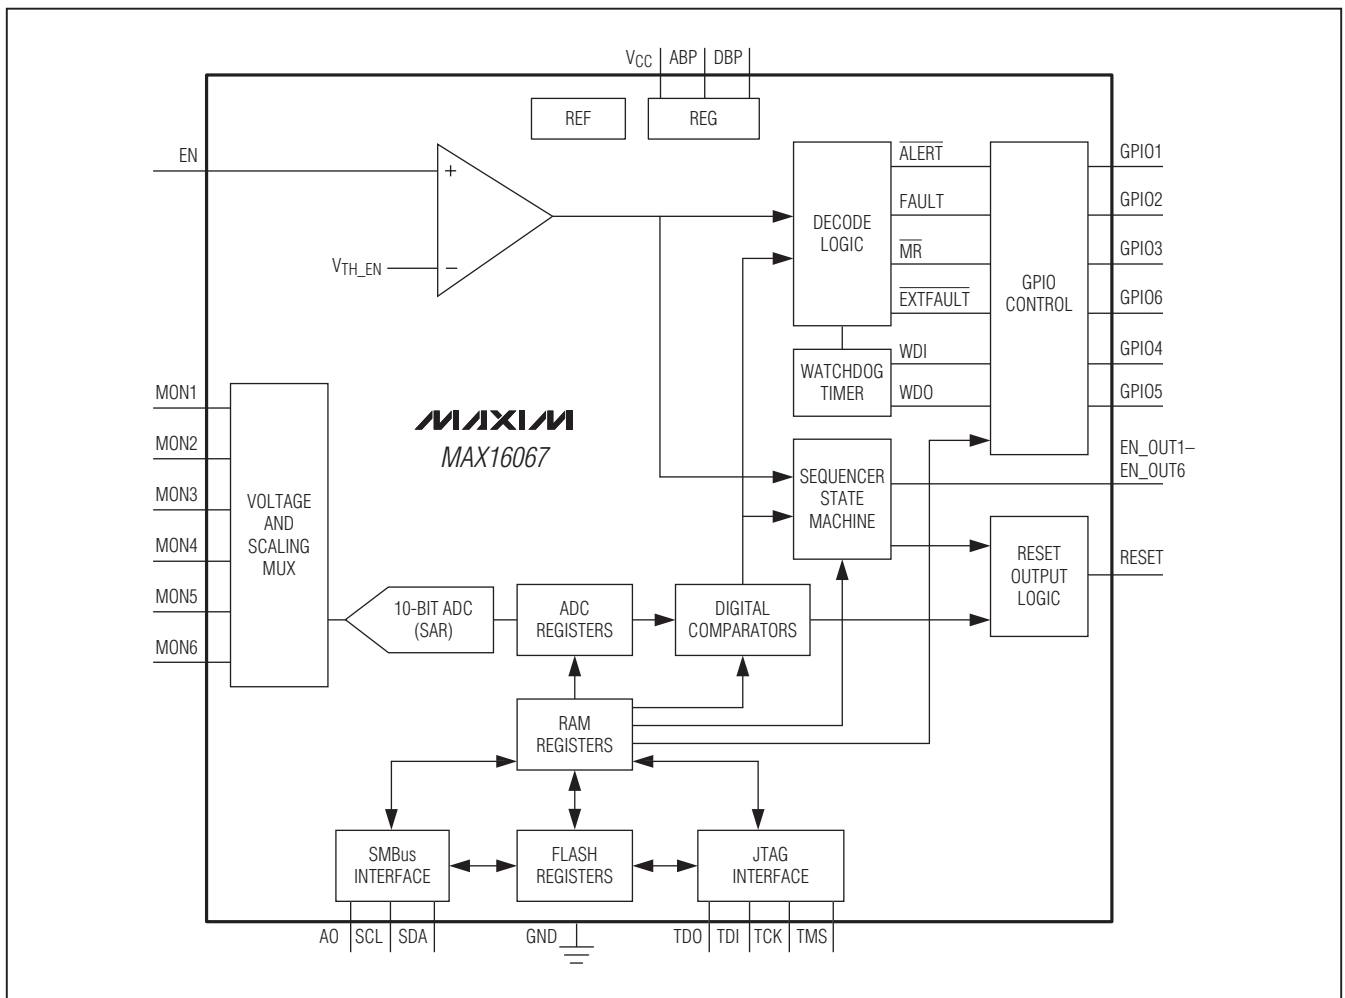 VCC ABP DBP
REF
REG
EN
+
VTH_EN
−
DECODE
LOGIC
ALERT
FAULT
MR
EXTFAULT
WATCHDOG
TIMER
WDI
WDO
GPIO
CONTROL
GPIO1
GPIO2
GPIO3
GPIO6
GPIO4
GPIO5
EN_OUT1–
EN_OUT6
MON1
MON2
MON3
MON4
MON5
MON6
VOLTAGE
AND
SCALING
MUX
MAXIM
MAX16067
SEQUENCER
STATE
MACHINE
RESET
OUTPUT
LOGIC
RESET
10-BIT ADC
(SAR)
ADC
REGISTERS
DIGITAL
COMPARATORS
RAM
REGISTERS
SMBus
INTERFACE
FLASH
REGISTERS
JTAG
INTERFACE
AO SCL SDA
GND
TDO TDI TCK TMS